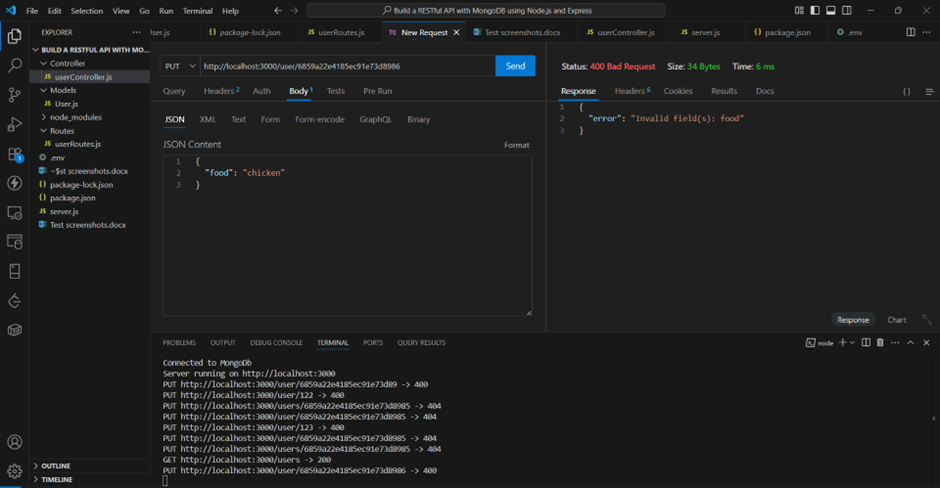 File Edit Selection View Go Run Terminal Help
Build a RESTful API with MongoDB using Node.js and Express
EXPLORER
BUILD A RESTFUL API WITH MO...
Controller
JS userController.js
Models
JS User.js
node_modules
Routes
JS userRoutes.js
.env
~$st screenshots.docx
{} package-lock.json
{} package.json
JS server.js
Test screenshots.docx
OUTLINE
TIMELINE
1
ser.js {} package-lock.json JS userRoutes.js TC New Request Test screenshots.docx JS userController.js JS server.js {} package.json .env
PUT http://localhost:3000/user/6859a22e4185ec91e73d8986 Send
Query Headers 2 Auth Body 1 Tests Pre Run
JSON XML Text Form Form-encode GraphQL Binary
JSON Content Format
1 {
2 "food": "chicken"
3 }
Status: 400 Bad Request Size: 34 Bytes Time: 6 ms
Response Headers 6 Cookies Results Docs {}
1 {
2 "error": "Invalid field(s): food"
3 }
Response Chart
PROBLEMS OUTPUT DEBUG CONSOLE TERMINAL PORTS QUERY RESULTS node
Connected to MongoDb
Server running on http://localhost:3000
PUT http://localhost:3000/user/6859a22e4185ec91e73d89 -> 400
PUT http://localhost:3000/user/122 -> 400
PUT http://localhost:3000/users/6859a22e4185ec91e73d8985 -> 404
PUT http://localhost:3000/user/6859a22e4185ec91e73d8985 -> 404
PUT http://localhost:3000/user/123 -> 400
PUT http://localhost:3000/user/6859a22e4185ec91e73d8985 -> 404
PUT http://localhost:3000/users/6859a22e4185ec91e73d8985 -> 404
GET http://localhost:3000/users -> 200
PUT http://localhost:3000/user/6859a22e4185ec91e73d8986 -> 400